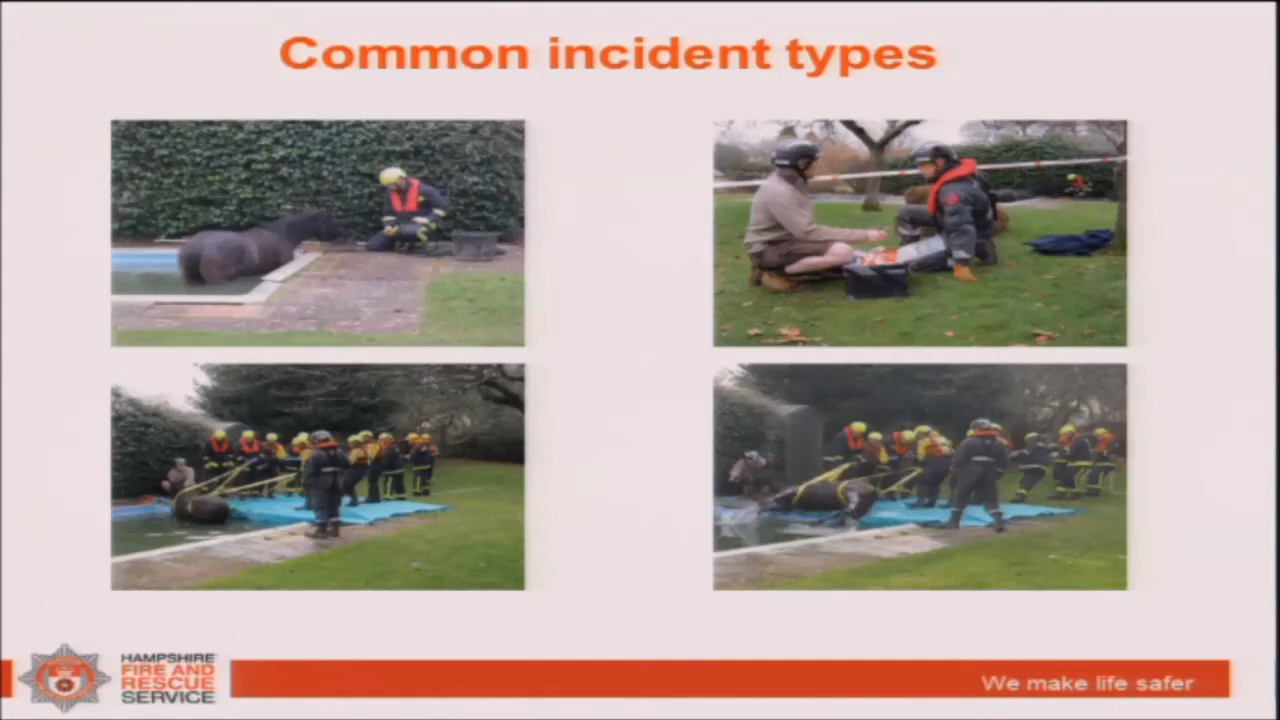 Common incident types
HAMPSHIRE
FIRE AND
RESCUE
SERVICE
We make life safer